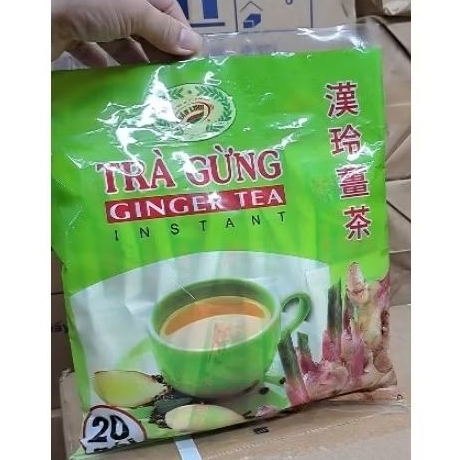 TRÀ GỪNG
GINGER TEA
INSTANT
漢玲薑茶
20